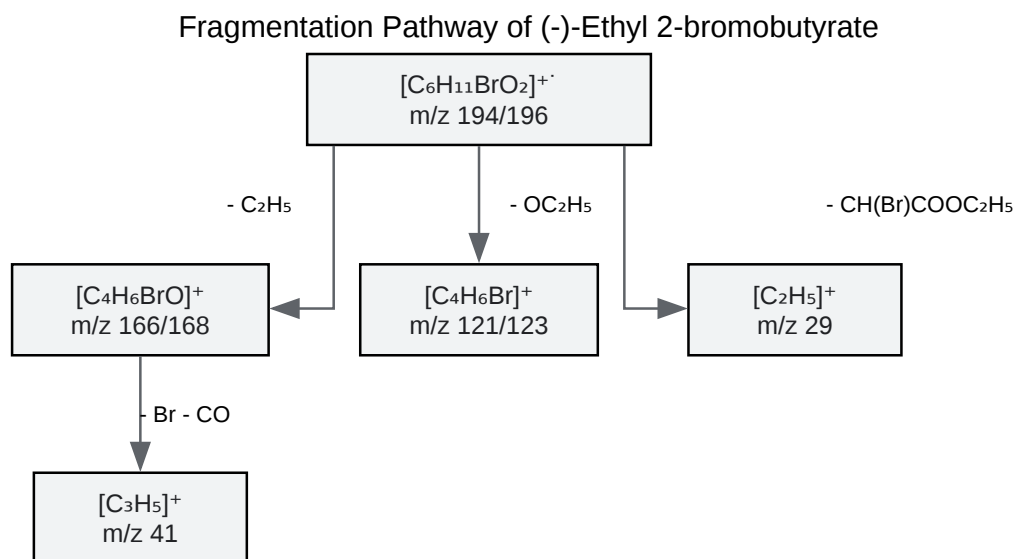 Fragmentation Pathway of (-)-Ethyl 2-bromobutyrate
[C₆H₁₁BrO₂]⁺˙
m/z 194/196
- C₂H₅
- OC₂H₅
- CH(Br)COOC₂H₅
[C₄H₆BrO]⁺
m/z 166/168
[C₄H₆Br]⁺
m/z 121/123
[C₂H₅]⁺
m/z 29
- Br - CO
[C₃H₅]⁺
m/z 41